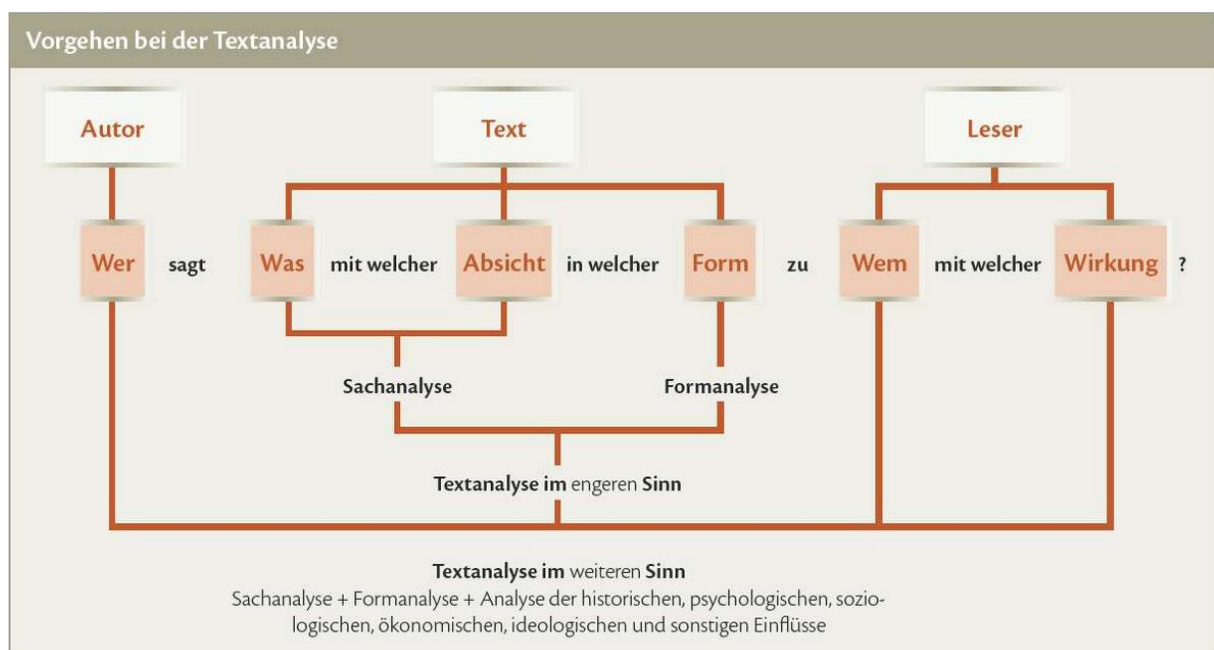 Vorgehen bei der Textanalyse
Autor Text Leser
Wer sagt Was mit welcher Absicht in welcher Form zu Wem mit welcher Wirkung ?
Sachanalyse Formanalyse
Textanalyse im engeren Sinn
Textanalyse im weiteren Sinn
Sachanalyse + Formanalyse + Analyse der historischen, psychologischen, sozio-
logischen, ökonomischen, ideologischen und sonstigen Einflüsse